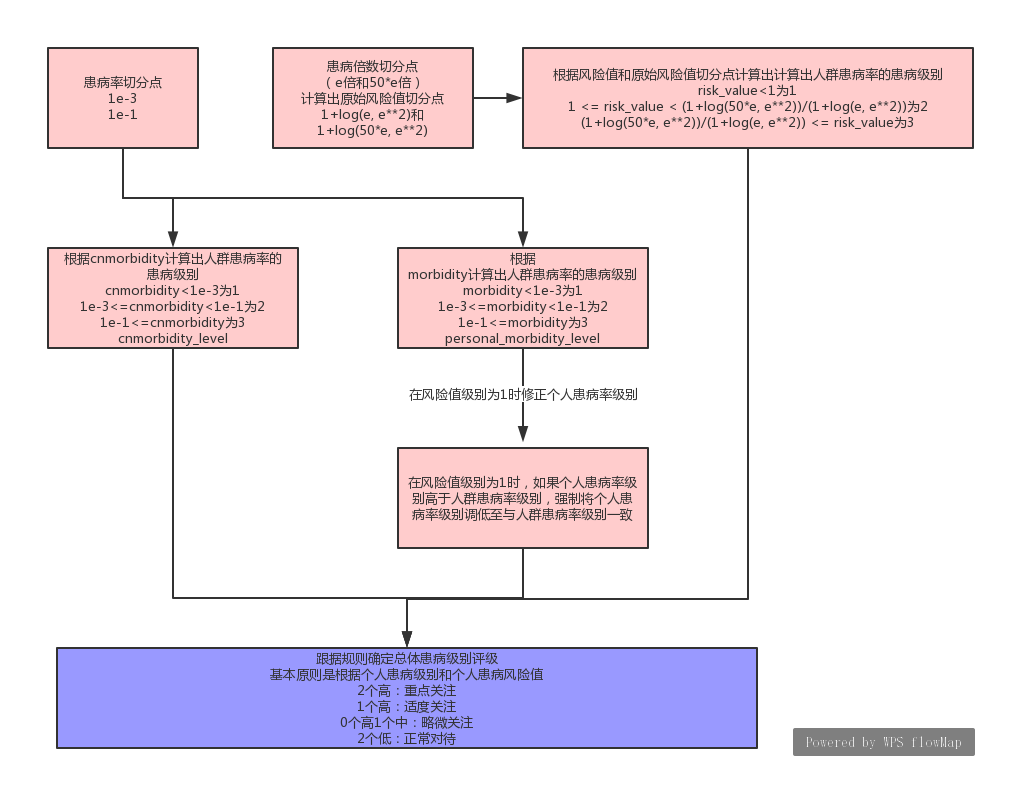 患病率切分点
1e-3
1e-1
患病倍数切分点
（e倍和50*e倍）
计算出原始风险值切分点
1+log(e, e**2)和
1+log(50*e, e**2)
根据风险值和原始风险值切分点计算出计算出人群患病率的患病级别
risk_value<1为1
1 <= risk_value < (1+log(50*e, e**2))/(1+log(e, e**2))为2
(1+log(50*e, e**2))/(1+log(e, e**2)) <= risk_value为3
根据cnmorbidity计算出人群患病率的
患病级别
cnmorbidity<1e-3为1
1e-3<=cnmorbidity<1e-1为2
1e-1<=cnmorbidity为3
cnmorbidity_level
根据
morbidity计算出人群患病率的患病级别
morbidity<1e-3为1
1e-3<=morbidity<1e-1为2
1e-1<=morbidity为3
personal_morbidity_level
在风险值级别为1时修正个人患病率级别
在风险值级别为1时，如果个人患病率级
别高于人群患病率级别，强制将个人患
病率级别调低至与人群患病率级别一致
跟据规则确定总体患病级别评级
基本原则是根据个人患病级别和个人患病风险值
2个高：重点关注
1个高：适度关注
0个高1个中：略微关注
2个低：正常对待
Powered by WPS flowMap